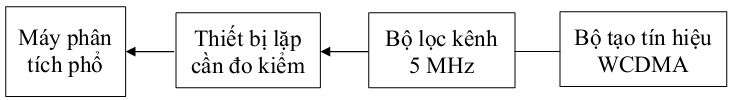 Máy phân
tích phổ
Thiết bị lặp
cần đo kiểm
Bộ lọc kênh
5 MHz
Bộ tạo tín hiệu
WCDMA